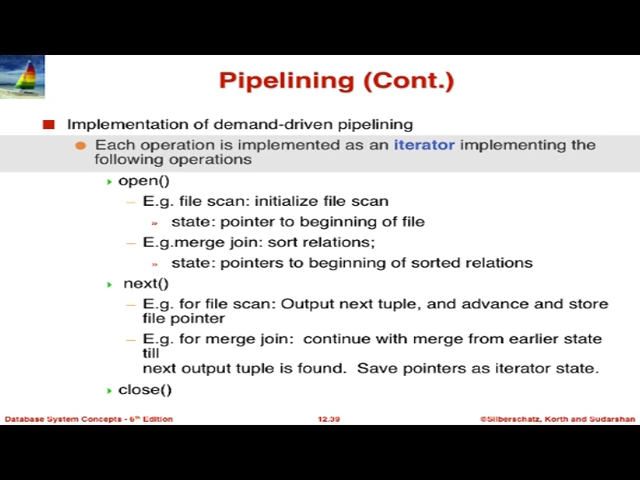 Pipelining (Cont.)
Implementation of demand-driven pipelining
Each operation is implemented as an iterator implementing the
following operations
open()
– E.g. file scan: initialize file scan
» state: pointer to beginning of file
– E.g.merge join: sort relations;
» state: pointers to beginning of sorted relations
next()
– E.g. for file scan: Output next tuple, and advance and store
file pointer
– E.g. for merge join: continue with merge from earlier state
till
next output tuple is found. Save pointers as iterator state.
close()
Database System Concepts - 6th Edition 12.39 ©Silberschatz, Korth and Sudarshan